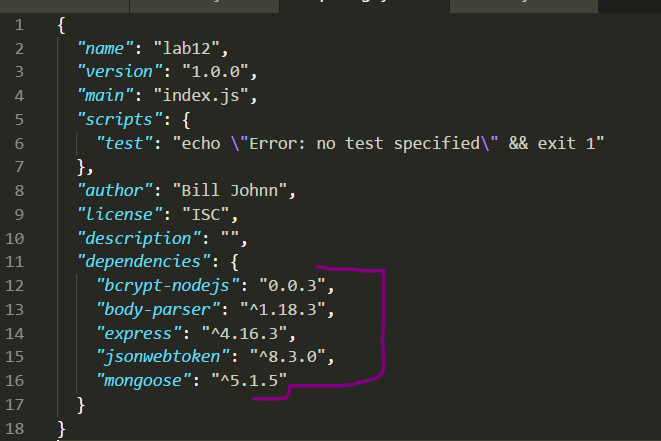 1 {
2 "name": "lab12",
3 "version": "1.0.0",
4 "main": "index.js",
5 "scripts": {
6 "test": "echo \"Error: no test specified\" && exit 1"
7 },
8 "author": "Bill Johnn",
9 "license": "ISC",
10 "description": "",
11 "dependencies": {
12 "bcrypt-nodejs": "0.0.3",
13 "body-parser": "^1.18.3",
14 "express": "^4.16.3",
15 "jsonwebtoken": "^8.3.0",
16 "mongoose": "^5.1.5"
17 }
18 }